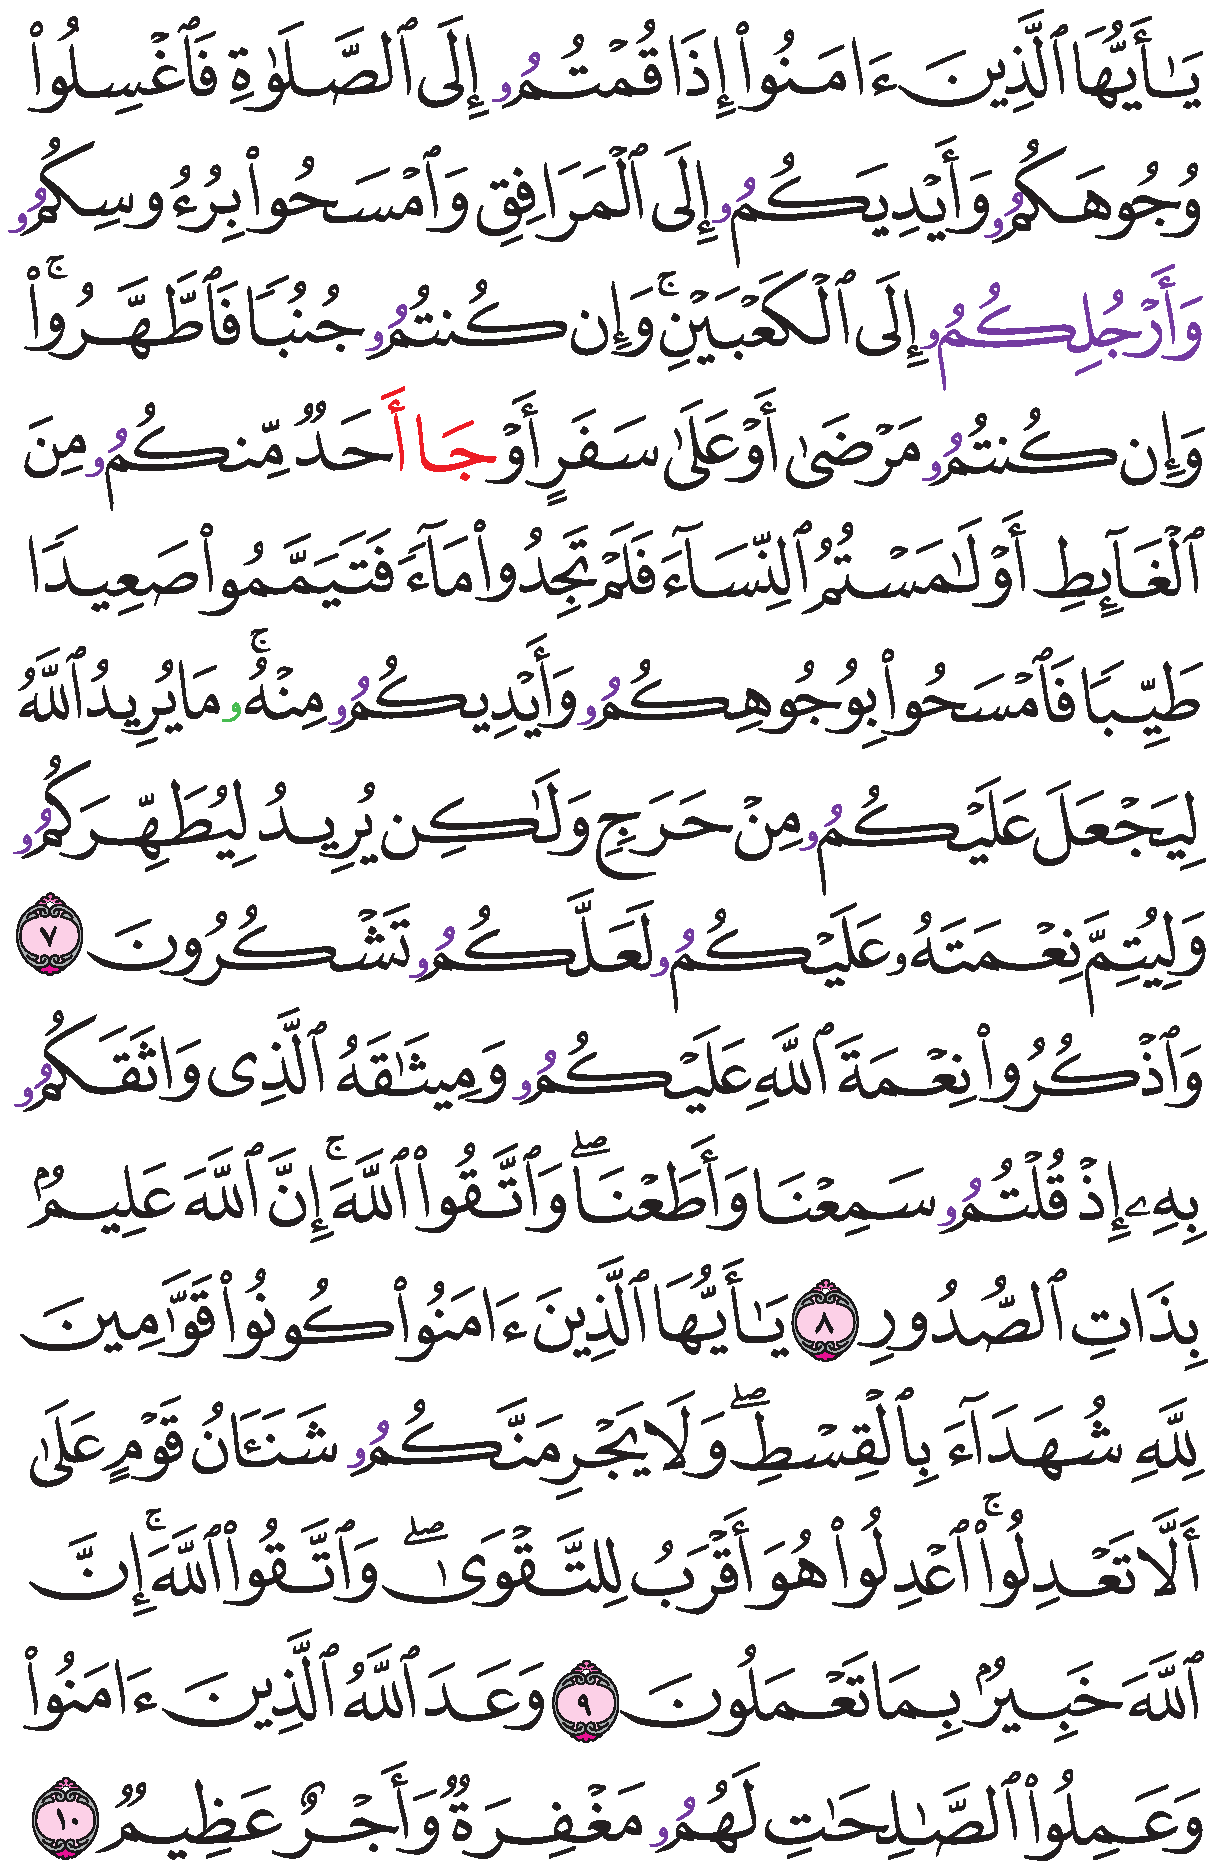 يَـٰٓأَيُّهَا ٱلَّذِينَ ءَامَنُواْ إِذَا قُمۡتُمُۥ إِلَى ٱلصَّلَوٰةِ فَٱغۡسِلُواْ
وُجُوهَكُمُۥ وَأَيۡدِيَكُمُۥ إِلَى ٱلۡمَرَافِقِ وَٱمۡسَحُواْ بِرُءُوسِكُمُۥ
وَأَرۡجُلِكُمُۥ إِلَى ٱلۡكَعۡبَيۡنِۚ وَإِن كُنتُمُۥ جُنُبٗا فَٱطَّهَّرُواْۚ
وَإِن كُنتُمُۥ مَرۡضَىٰ أَوۡ عَلَىٰ سَفَرٍ أَوۡ جَا أَحَدٞ مِّنكُمُۥ مِنَ
ٱلۡغَآئِطِ أَوۡ لَٰمَسۡتُمُ ٱلنِّسَآءَ فَلَمۡ تَجِدُواْ مَآءٗ فَتَيَمَّمُواْ صَعِيدٗا
طَيِّبٗا فَٱمۡسَحُواْ بِوُجُوهِكُمُۥ وَأَيۡدِيكُمُۥ مِنۡهُۥۚ مَا يُرِيدُ ٱللَّهُ
لِيَجۡعَلَ عَلَيۡكُمُۥ مِنۡ حَرَجٖ وَلَٰكِن يُرِيدُ لِيُطَهِّرَكُمُۥ
وَلِيُتِمَّ نِعۡمَتَهُۥ عَلَيۡكُمُۥ لَعَلَّكُمُۥ تَشۡكُرُونَ ٧
وَٱذۡكُرُواْ نِعۡمَةَ ٱللَّهِ عَلَيۡكُمُۥ وَمِيثَٰقَهُ ٱلَّذِى وَاثَقَكُمُۥ
بِهِۦ إِذۡ قُلۡتُمُۥ سَمِعۡنَا وَأَطَعۡنَاۖ وَٱتَّقُواْ ٱللَّهَۚ إِنَّ ٱللَّهَ عَلِيمُۢ
بِذَاتِ ٱلصُّدُورِ ٨ يَـٰٓأَيُّهَا ٱلَّذِينَ ءَامَنُواْ كُونُواْ قَوَّٰمِينَ
لِلَّهِ شُهَدَآءَ بِٱلۡقِسۡطِۖ وَلَا يَجۡرِمَنَّكُمُۥ شَنَـَٔانُ قَوۡمٍ عَلَىٰ
أَلَّا تَعۡدِلُواْۚ ٱعۡدِلُواْ هُوَ أَقۡرَبُ لِلتَّقۡوَىٰۖ وَٱتَّقُواْ ٱللَّهَۚ إِنَّ
ٱللَّهَ خَبِيرُۢ بِمَا تَعۡمَلُونَ ٩ وَعَدَ ٱللَّهُ ٱلَّذِينَ ءَامَنُواْ
وَعَمِلُواْ ٱلصَّٰلِحَٰتِ لَهُمُۥ مَغۡفِرَةٞ وَأَجۡرٌ عَظِيمٞ ١٠